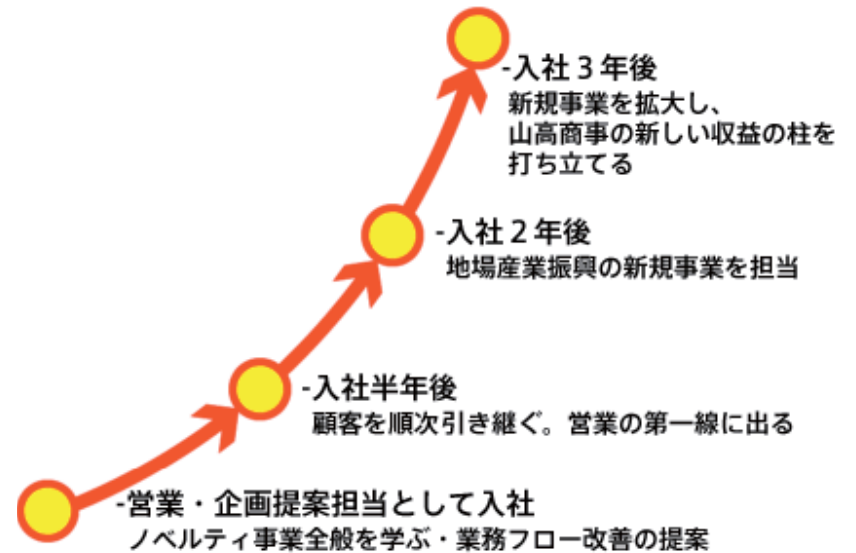 -入社３年後
新規事業を拡大し、
山高商事の新しい収益の柱を
打ち立てる
-入社２年後
地場産業振興の新規事業を担当
-入社半年後
顧客を順次引き継ぐ。営業の第一線に出る
-営業・企画提案担当として入社
ノベルティ事業全般を学ぶ・業務フロー改善の提案